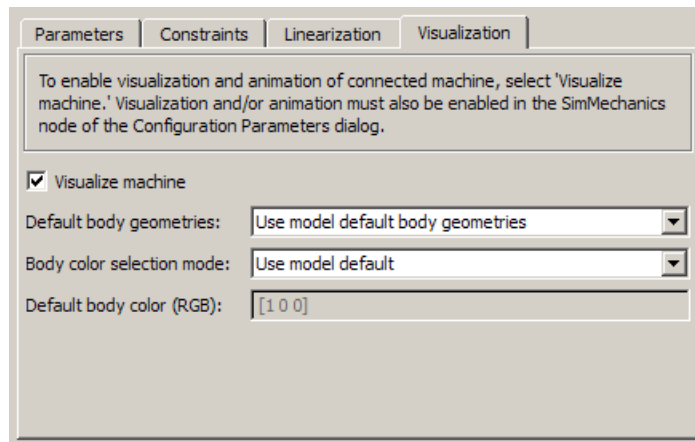 Parameters Constraints Linearization Visualization
To enable visualization and animation of connected machine, select 'Visualize
machine.' Visualization and/or animation must also be enabled in the SimMechanics
node of the Configuration Parameters dialog.
Visualize machine
Default body geometries: Use model default body geometries
Body color selection mode: Use model default
Default body color (RGB): [1 0 0]